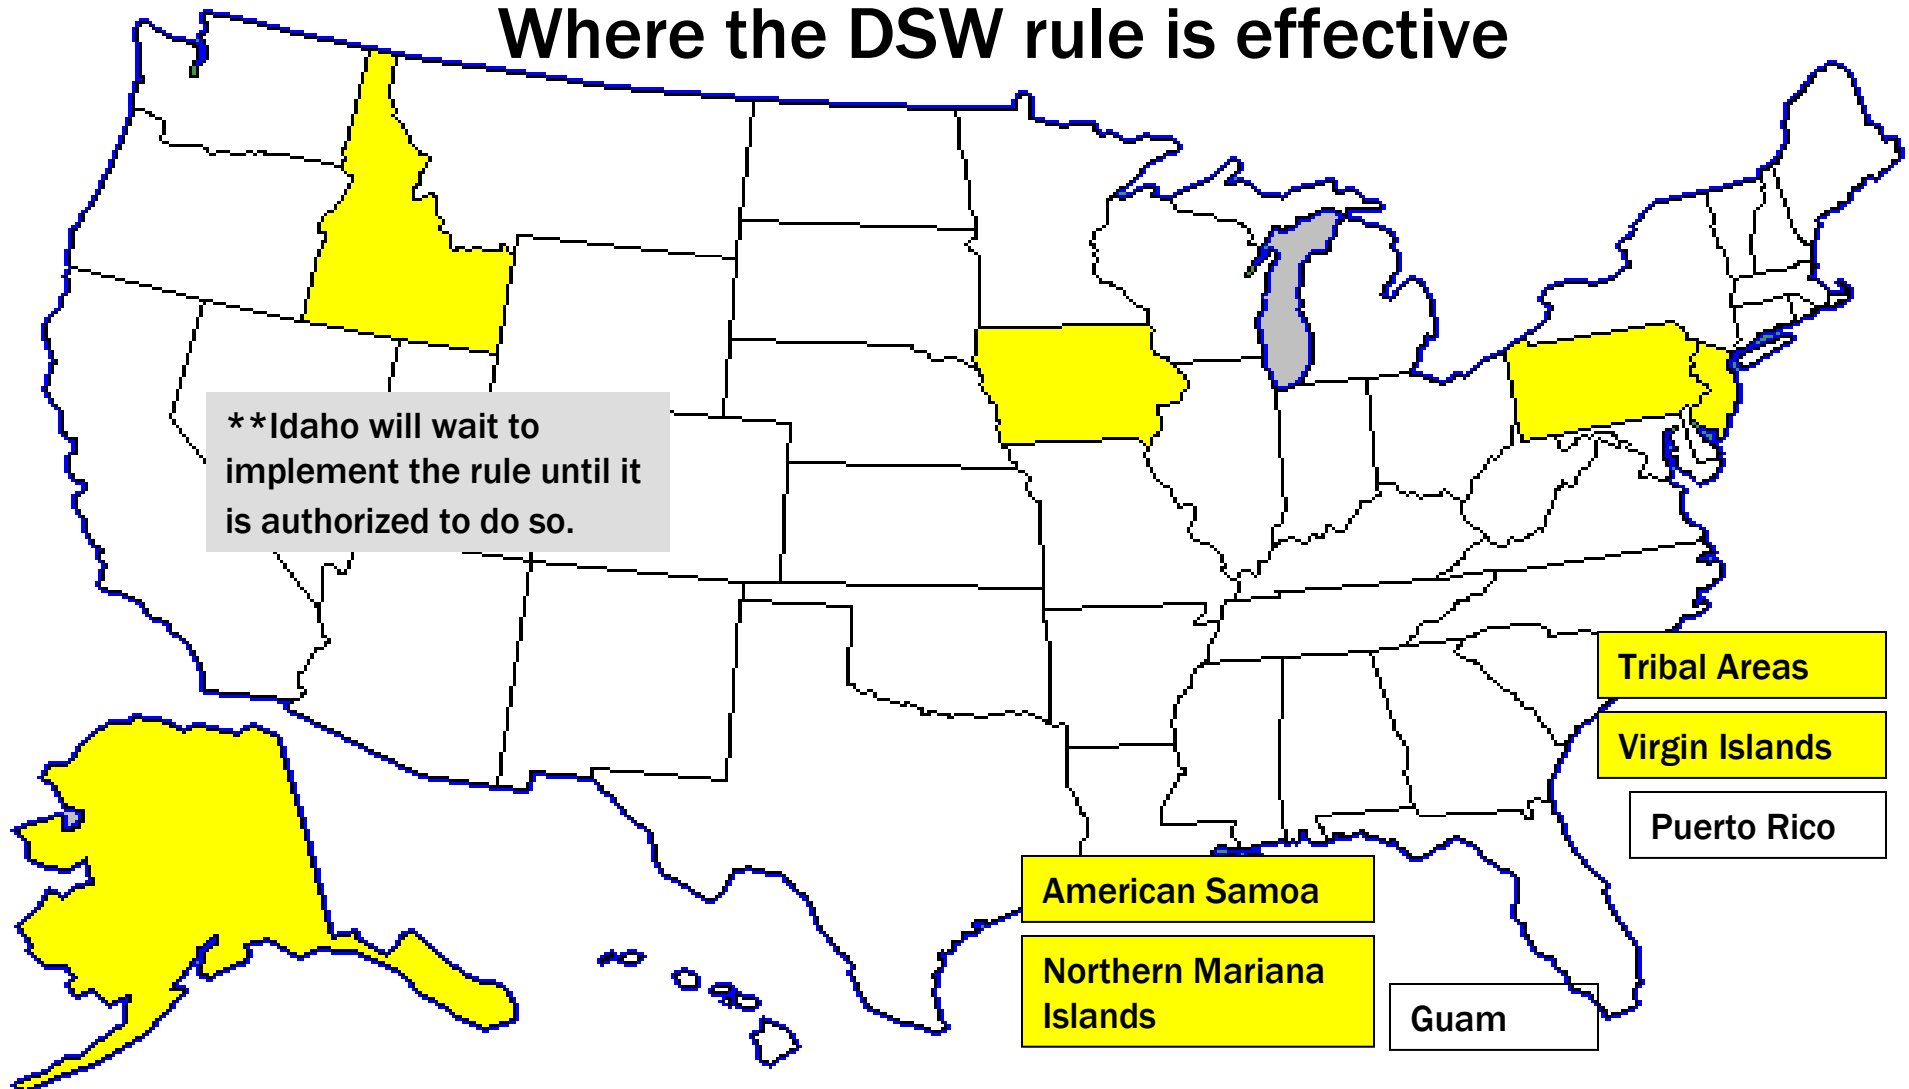 Where the DSW rule is effective
**Idaho will wait to
implement the rule until it
is authorized to do so.
Tribal Areas
Virgin Islands
Puerto Rico
American Samoa
Northern Mariana
Islands
Guam